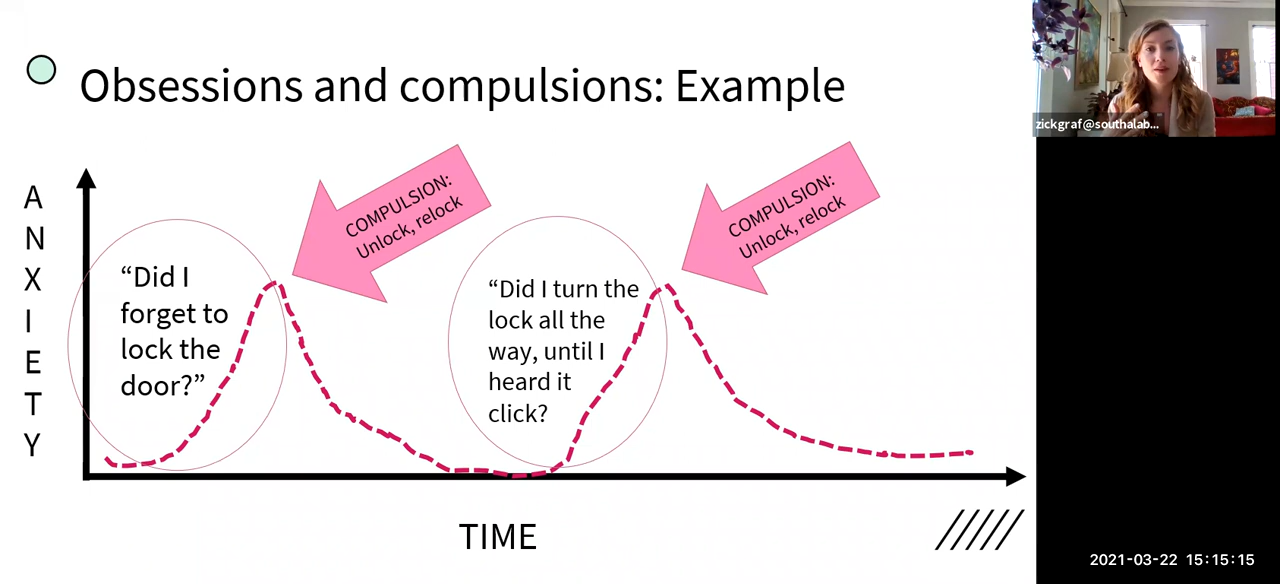 Obsessions and compulsions: Example
zickgraf@southalab...
ANXIETY
COMPULSION:
Unlock, relock
COMPULSION:
Unlock, relock
“Did I
forget to
lock the
door?”
“Did I turn the
lock all the
way, until I
heard it
click?
TIME
2021-03-22 15:15:15